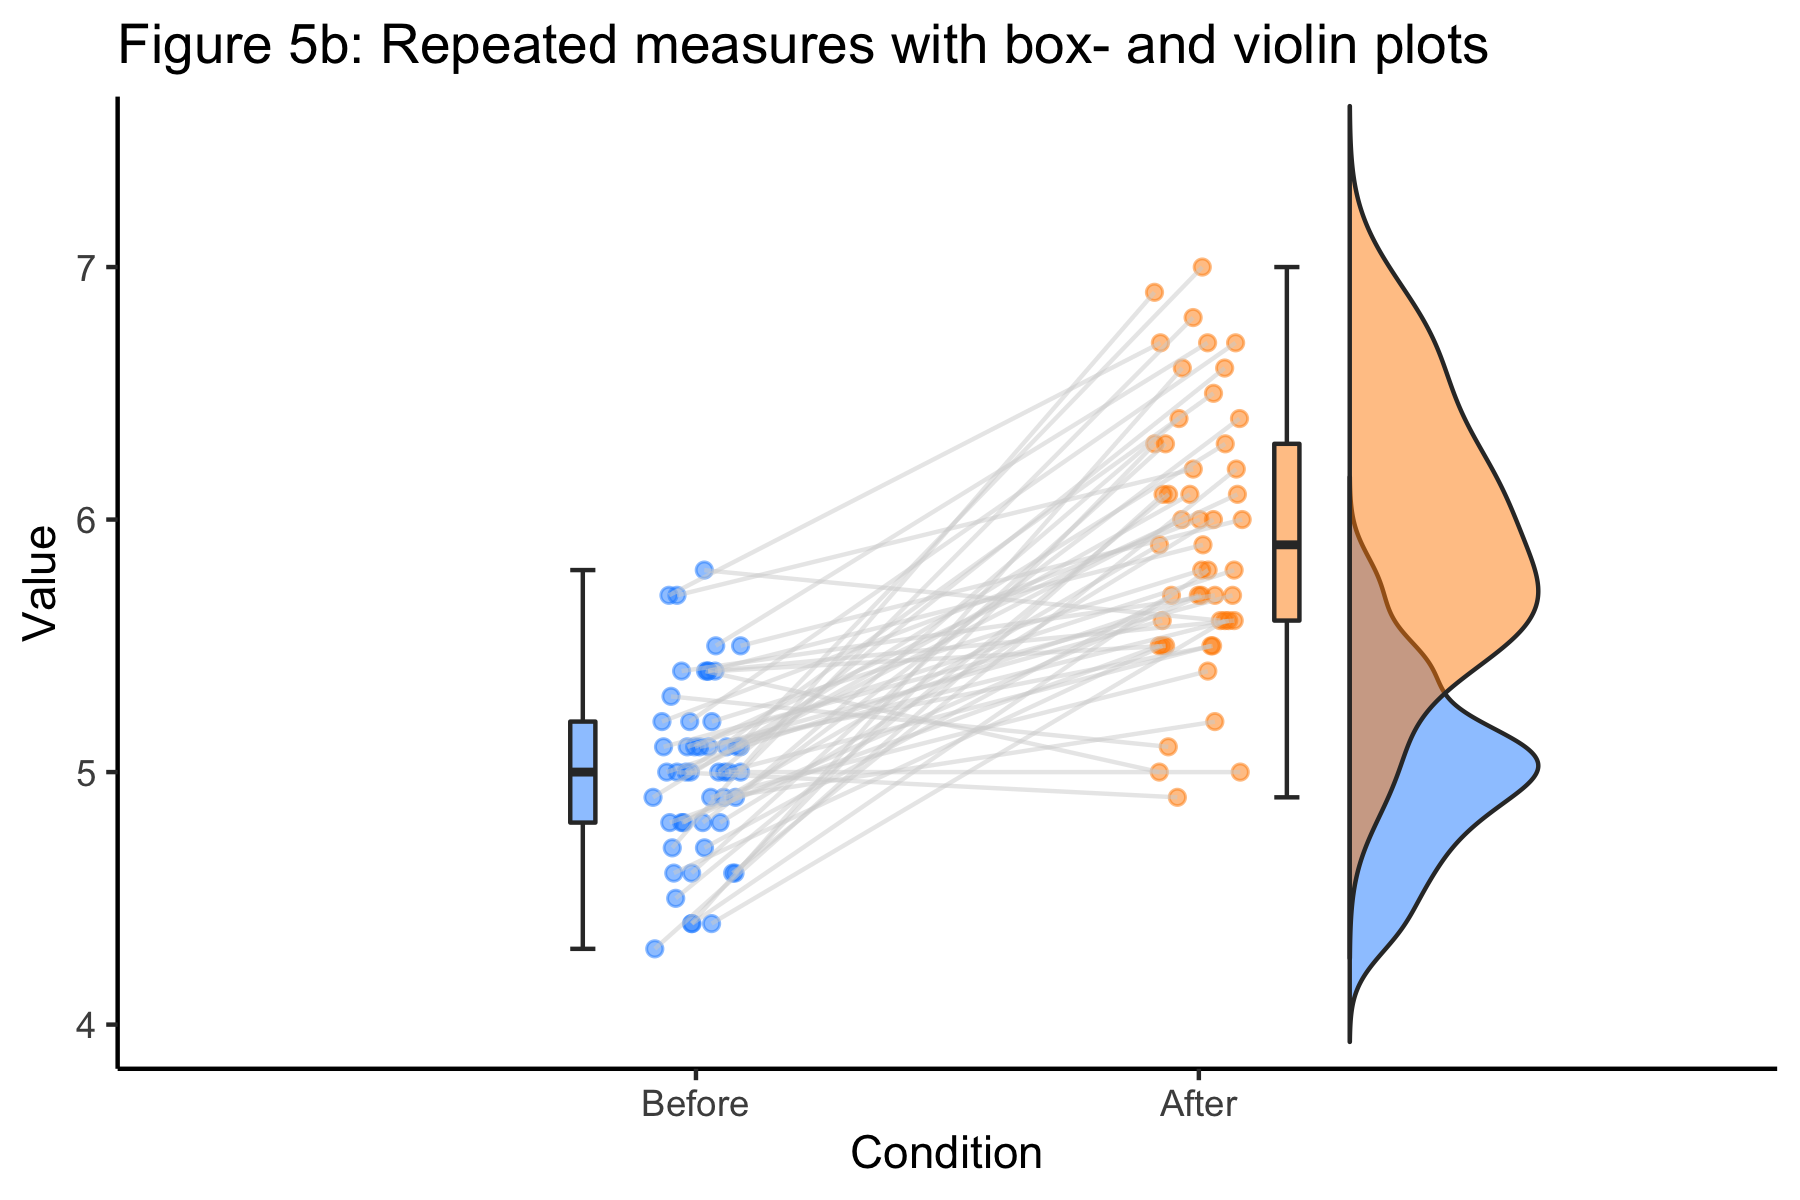 Figure 5b: Repeated measures with box- and violin plots
Value
7
6
5
4
Before After
Condition